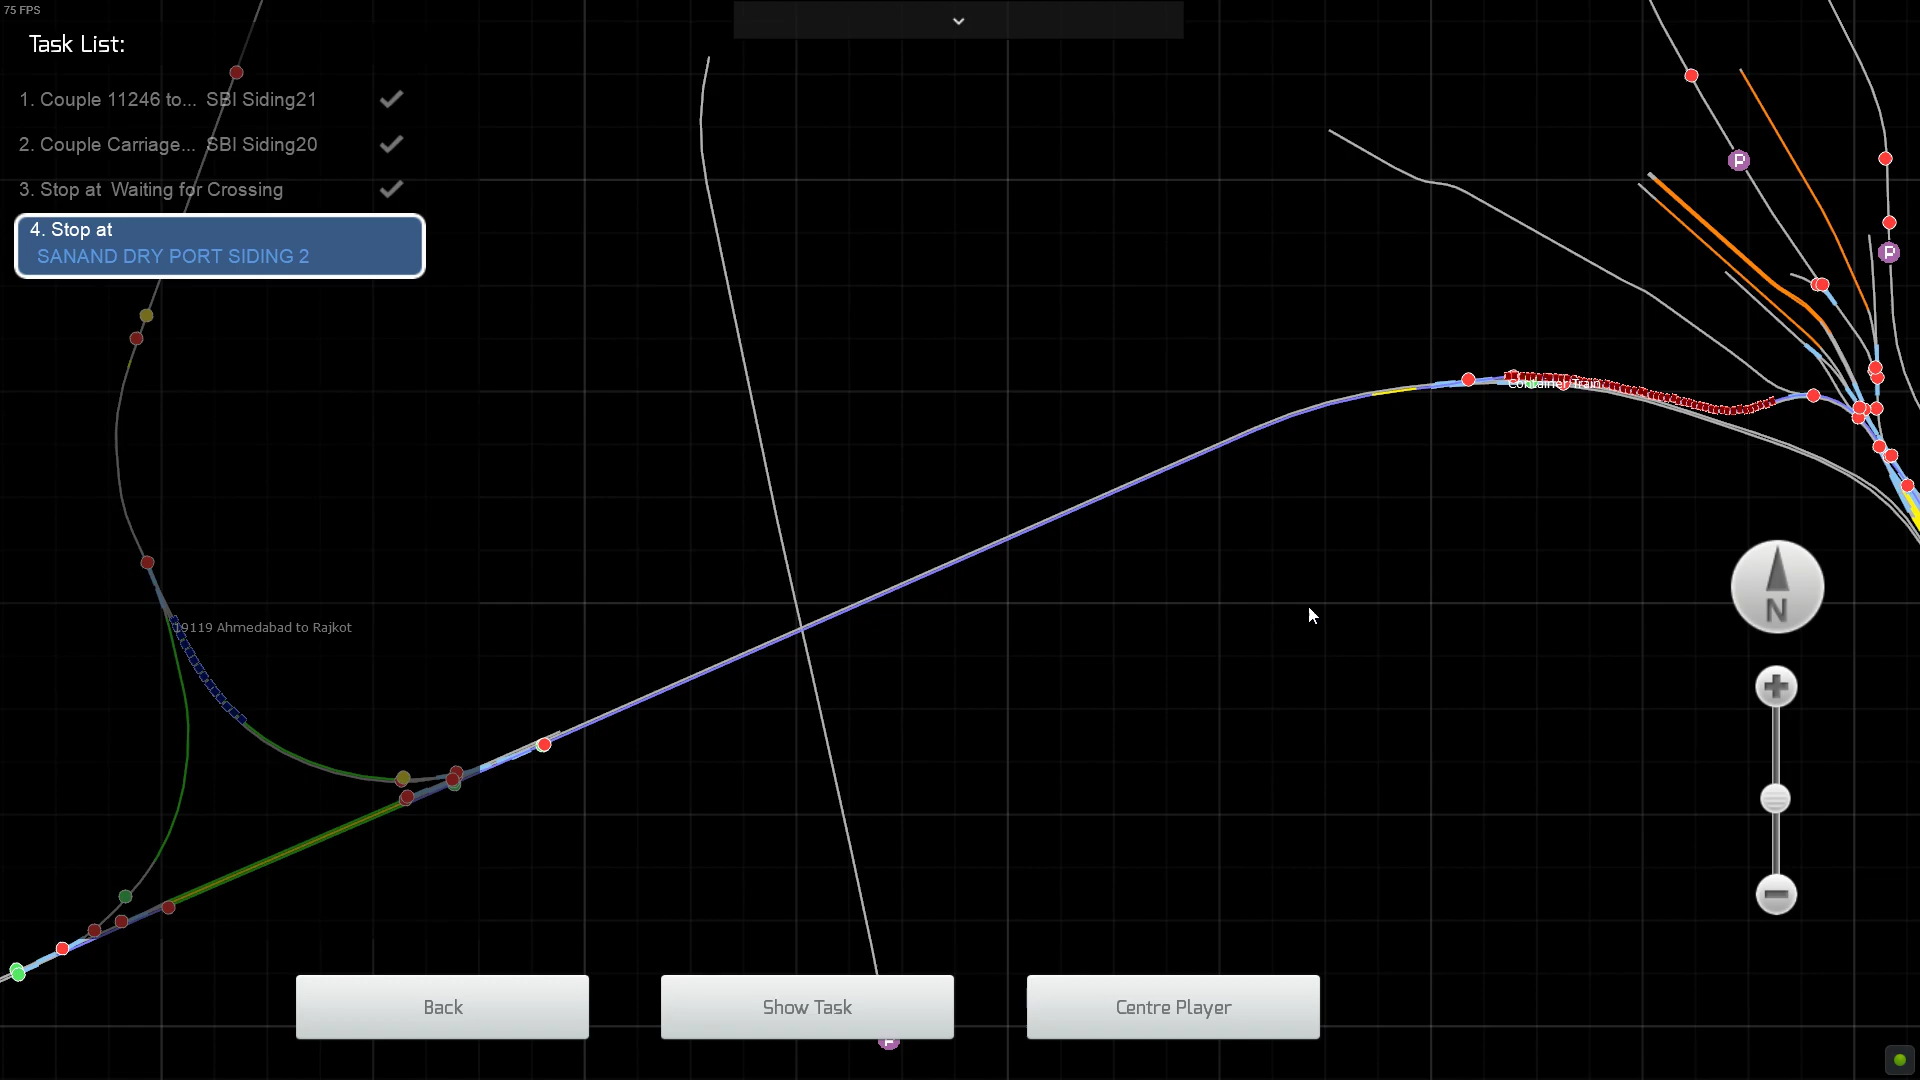 75 FPS
Task List:
1. Couple 11246 to... SBI Siding21
2. Couple Carriage... SBI Siding20
3. Stop at Waiting for Crossing
4. Stop at
SANAND DRY PORT SIDING 2
P
P
Container Train
N
19119 Ahmedabad to Rajkot
Back
Show Task
Centre Player
P